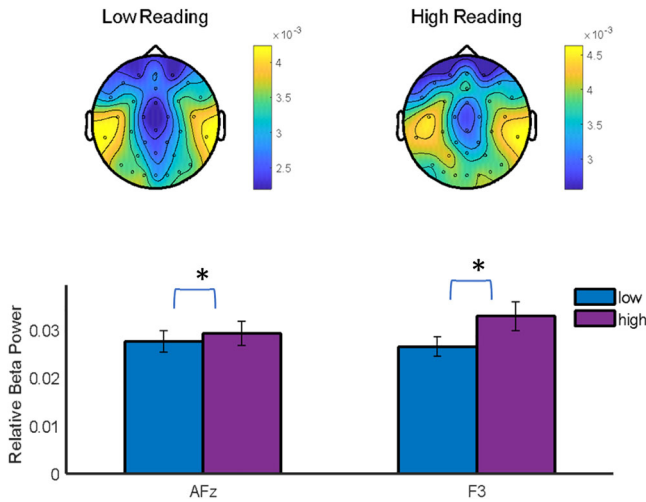 Low Reading
High Reading
×10⁻³
4
3.5
3
2.5
×10⁻³
4.5
4
3.5
3
*
*
low
high
Relative Beta Power
0.03
0.02
0.01
0
AFz
F3